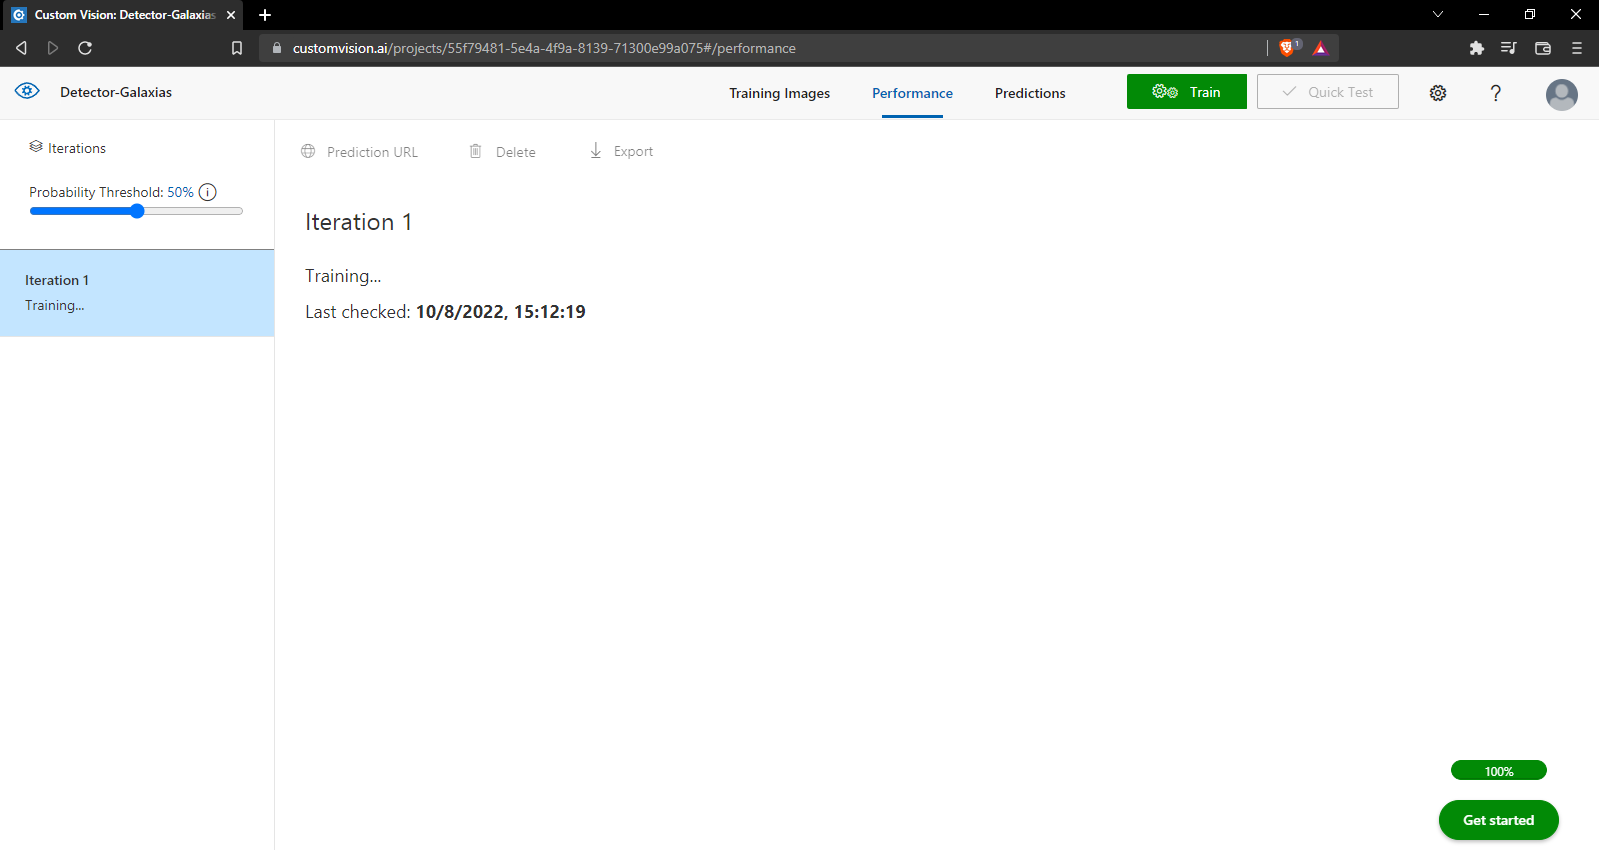 Custom Vision: Detector-Galaxias
customvision.ai/projects/55f79481-5e4a-4f9a-8139-71300e99a075#/performance
1
Detector-Galaxias
Training Images
Performance
Predictions
Train
Quick Test
?
Iterations
Prediction URL
Delete
Export
Probability Threshold: 50% i
Iteration 1
Iteration 1
Training...
Training...
Last checked: 10/8/2022, 15:12:19
100%
Get started